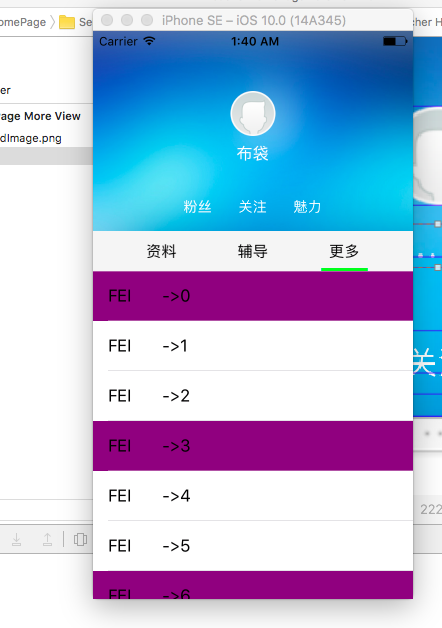 omePage 〉 Se
iPhone SE – iOS 10.0 (14A345)
cher H
Carrier 1:40 AM
er
age More View
dImage.png
布袋
粉丝 关注 魅力
关
资料 辅导 更多
FEI ->0
FEI ->1
FEI ->2
FEI ->3
FEI ->4
222
FEI ->5
FEI ->6